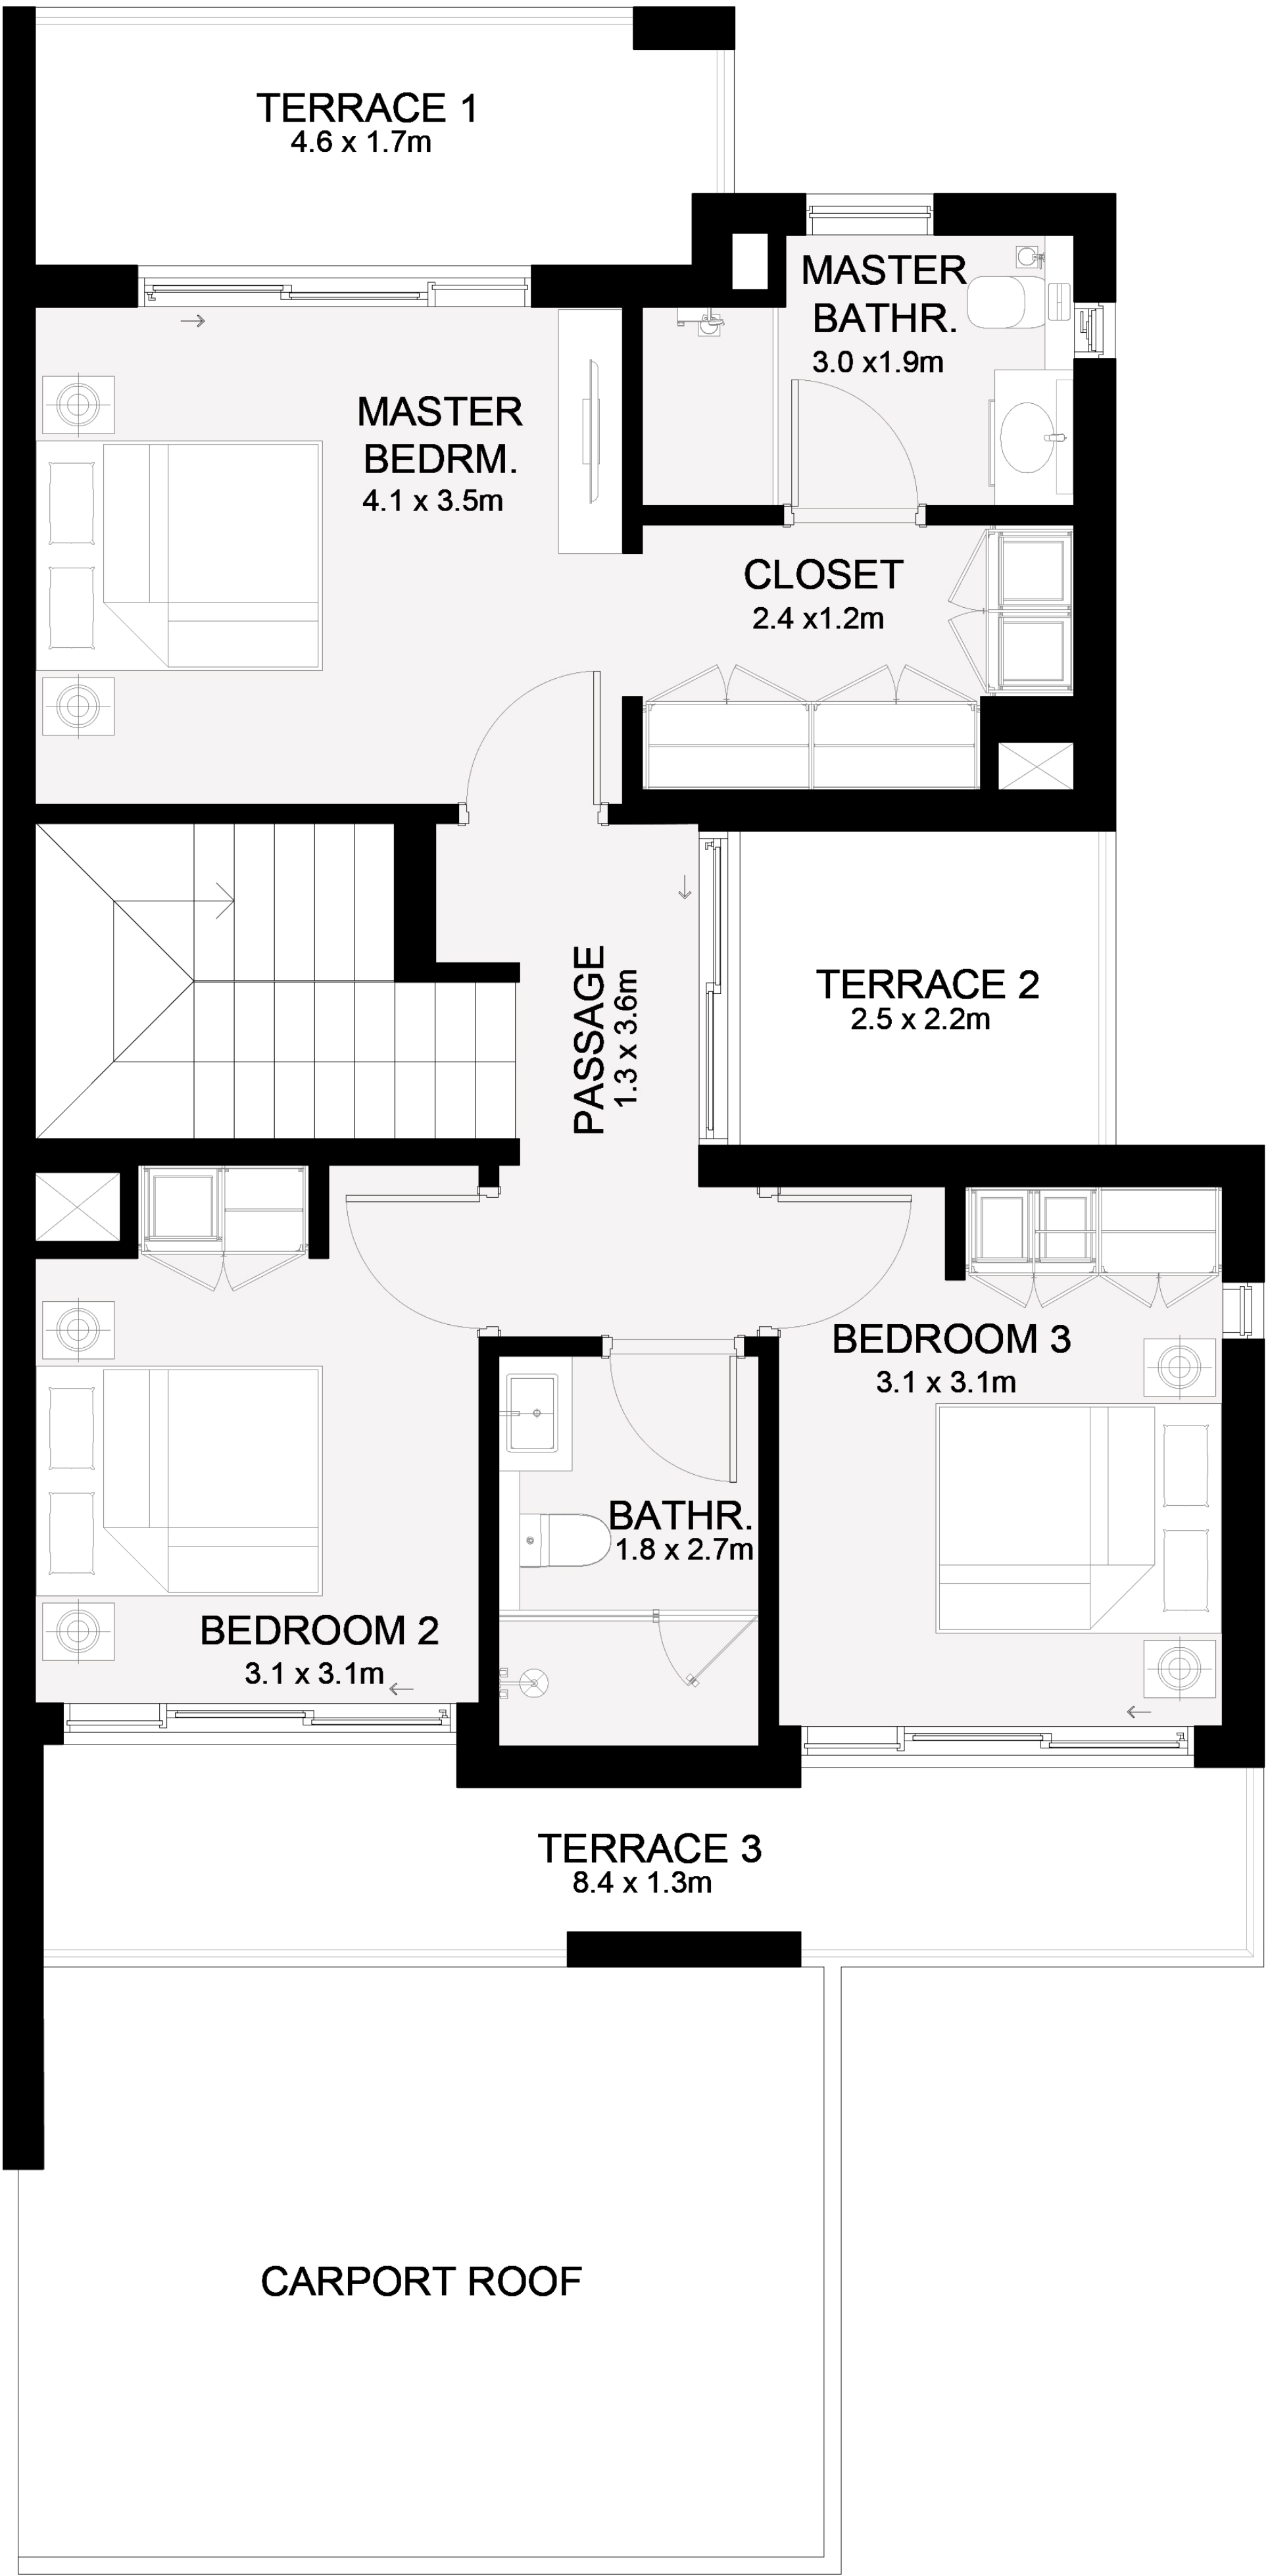 TERRACE 1
4.6 x 1.7m
MASTER
BATHR.
3.0 x1.9m
MASTER
BEDRM.
4.1 x 3.5m
CLOSET
2.4 x1.2m
PASSAGE
1.3 x 3.6m
TERRACE 2
2.5 x 2.2m
BEDROOM 3
3.1 x 3.1m
BATHR.
1.8 x 2.7m
BEDROOM 2
3.1 x 3.1m
TERRACE 3
8.4 x 1.3m
CARPORT ROOF